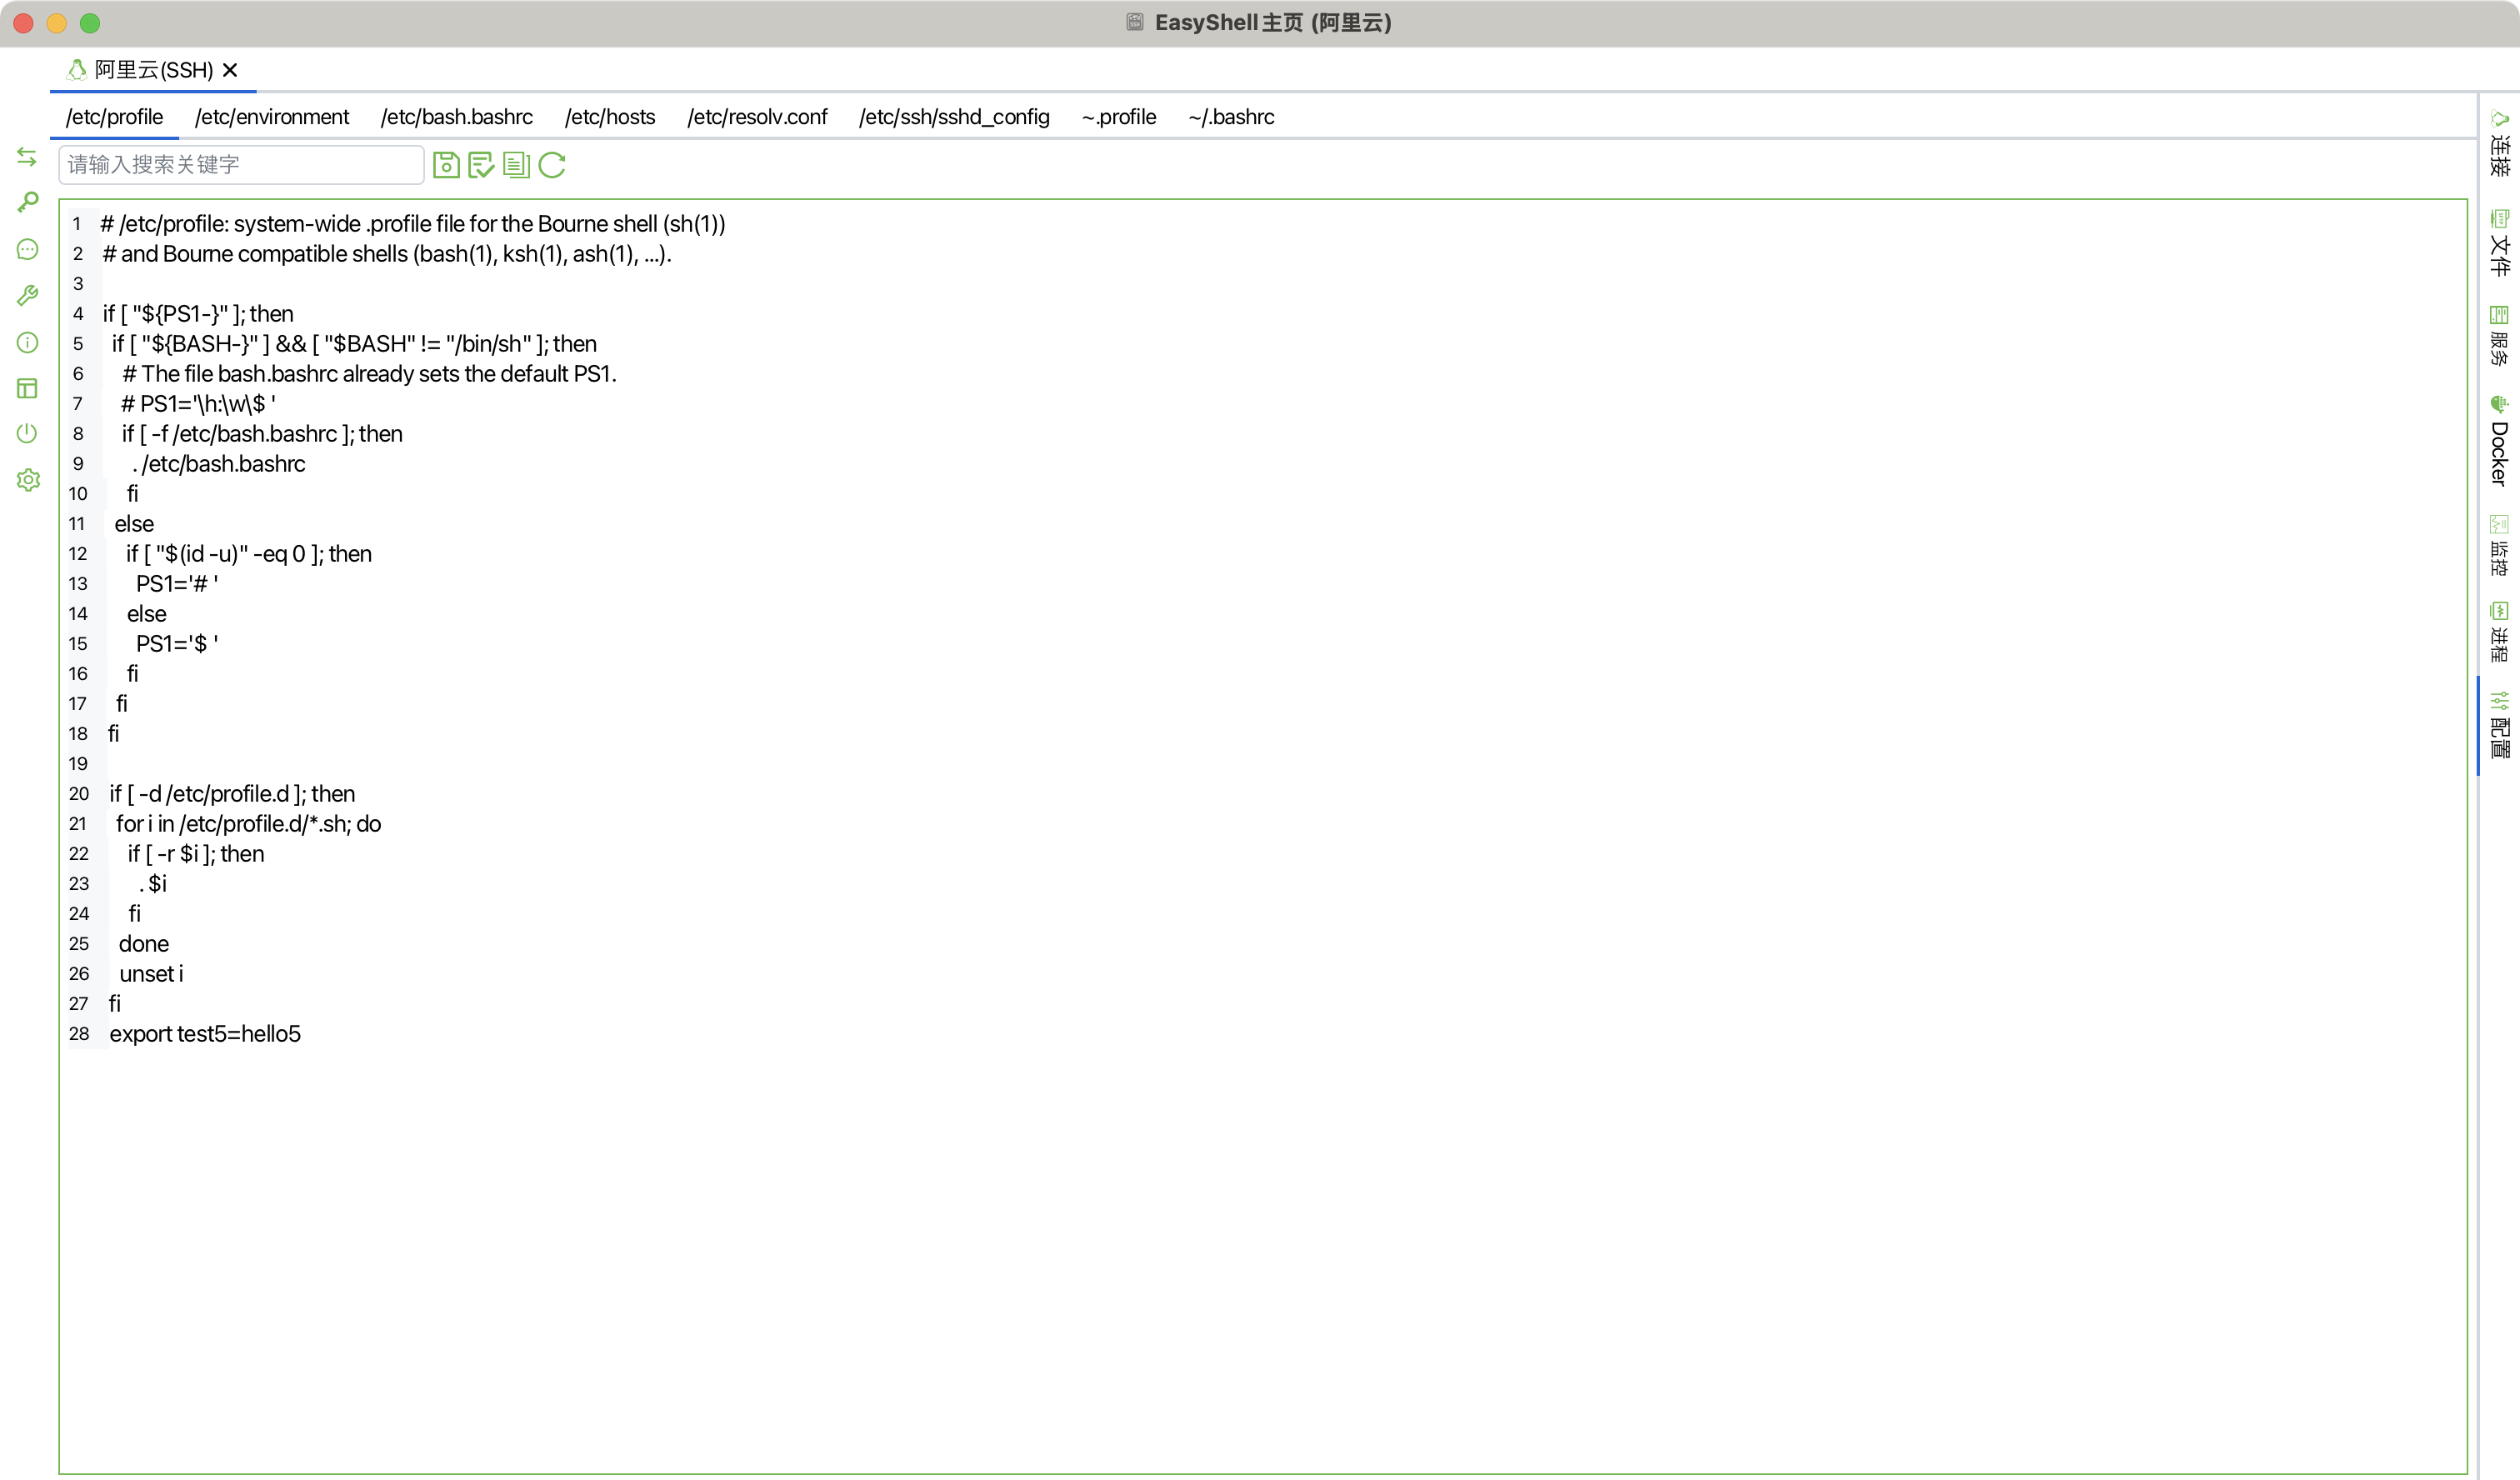 EasyShell主页 (阿里云)
阿里云(SSH)
/etc/profile /etc/environment /etc/bash.bashrc /etc/hosts /etc/resolv.conf /etc/ssh/sshd_config ~.profile ~/.bashrc
请输入搜索关键字
1 # /etc/profile: system-wide .profile file for the Bourne shell (sh(1))
2 # and Bourne compatible shells (bash(1), ksh(1), ash(1), ...).
3
4 if [ "${PS1-}" ]; then
5   if [ "${BASH-}" ] && [ "$BASH" != "/bin/sh" ]; then
6     # The file bash.bashrc already sets the default PS1.
7     # PS1='\h:\w\$ '
8     if [ -f /etc/bash.bashrc ]; then
9       . /etc/bash.bashrc
10     fi
11   else
12     if [ "$(id -u)" -eq 0 ]; then
13       PS1='# '
14     else
15       PS1='$ '
16     fi
17   fi
18 fi
19
20 if [ -d /etc/profile.d ]; then
21   for i in /etc/profile.d/*.sh; do
22     if [ -r $i ]; then
23       . $i
24     fi
25   done
26   unset i
27 fi
28 export test5=hello5
连接
文件
服务
Docker
监控
进程
配置